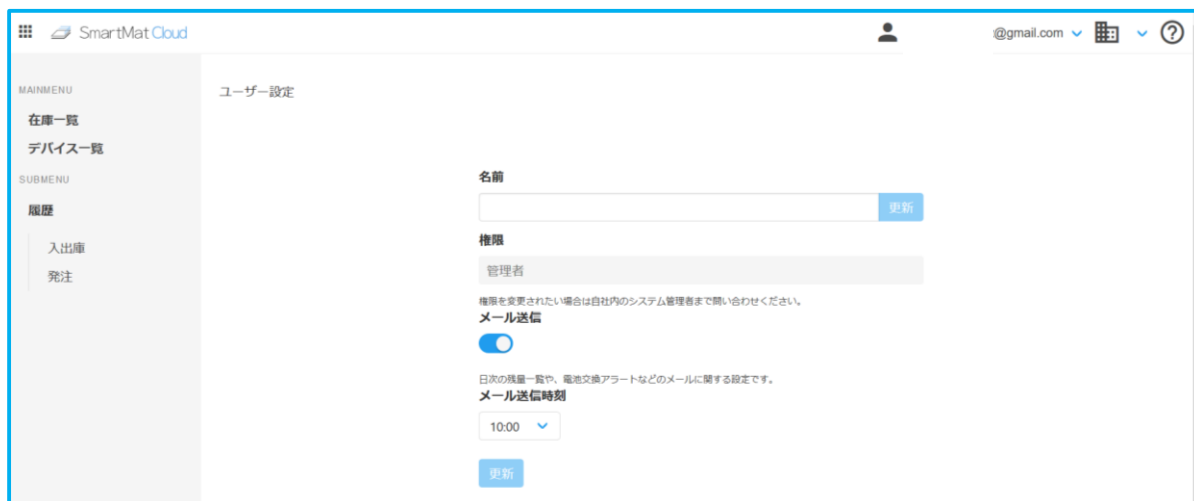 SmartMat Cloud
@gmail.com
MAINMENU
ユーザー設定
在庫一覧
デバイス一覧
SUBMENU
履歴
入出庫
発注
名前
更新
権限
管理者
権限を変更されたい場合は自社内のシステム管理者まで問い合わせください。
メール送信
日次の残量一覧や、電池交換アラートなどのメールに関する設定です。
メール送信時刻
10:00
更新